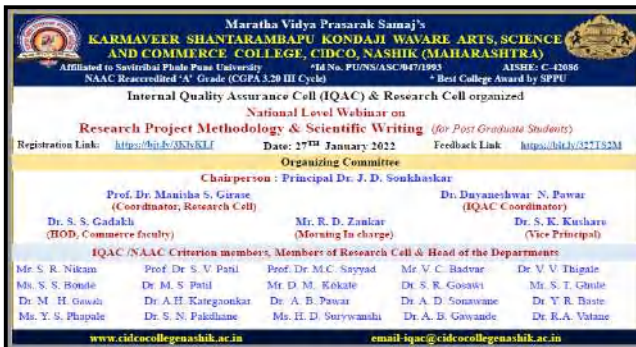 Maratha Vidya Prasarak Samaj's
KARMAVEER SHANTARAMBAPU KONDAJI WAVARE ARTS, SCIENCE
AND COMMERCE COLLEGE, CIDCO, NASHIK (MAHARASHTRA)
Affiliated to Savitribai Phule Pune University *Id No. PU/NS/ASC/047/1993 AISHE: C-42086
NAAC Reaccredited 'A' Grade (CGPA 3.20 III Cycle) * Best College Award by SPPU
Internal Quality Assurance Cell (IQAC) & Research Cell organized
National Level Webinar on
Research Project Methodology & Scientific Writing (for Post Graduate Students)
Registration Link: Date: 27TH January 2022 Feedback Link
Organizing Committee
Chairperson : Principal Dr. J. D. Sonkhaskar
Prof. Dr. Manisha S. Girase Dr. Dnyaneshwar N. Pawar
(Coordinator, Research Cell) (IQAC Coordinator)
Dr. S. S. Gadakh Mr. R. D. Zankar Dr. S. K. Kushare
(HOD, Commerce faculty) (Morning In charge) (Vice Principal)
IQAC /NAAC Criterion members, Members of Research Cell & Head of the Departments
Mr. S. R. Nikam Prof. Dr. S. V. Patil Prof. Dr. M.C. Sayyad Mr. V. C. Badvar Dr. V. V. Thigale
Ms. S. S. Bonde Dr. M. S. Patil Mr. D. M. Kokate Dr. S. R. Gosawi Mr. S. T. Ghule
Dr. M. H. Gawali Dr. A.H. Kategaonkar Dr. A. B. Pawar Dr. A. D. Sonawane Dr. Y. R. Baste
Ms. Y. S. Phapale Dr. S. N. Pakdhane Ms. H. D. Surywanshi Dr. A. B. Gawande Dr. R.A. Vatane
www.cidcocollegenashik.ac.in email-iqac@cidcocollegenashik.ac.in